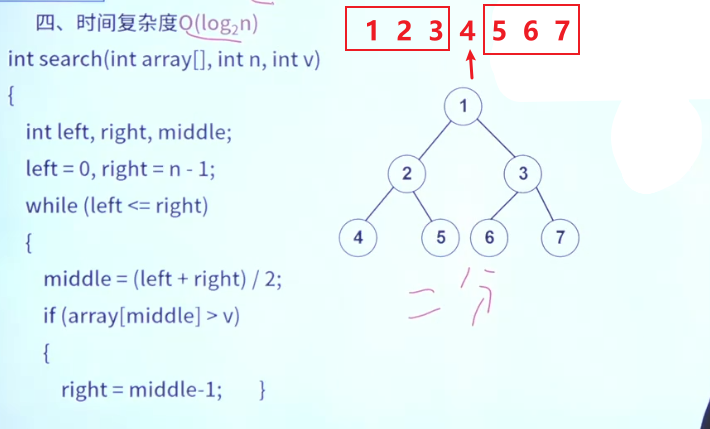 四、时间复杂度O(log₂n)
int search(int array[], int n, int v)
{
int left, right, middle;
left = 0, right = n - 1;
while (left <= right)
{
middle = (left + right) / 2;
if (array[middle] > v)
{
right = middle-1; }
1 2 3 4 5 6 7
1
2 3
4 5 6 7
二分